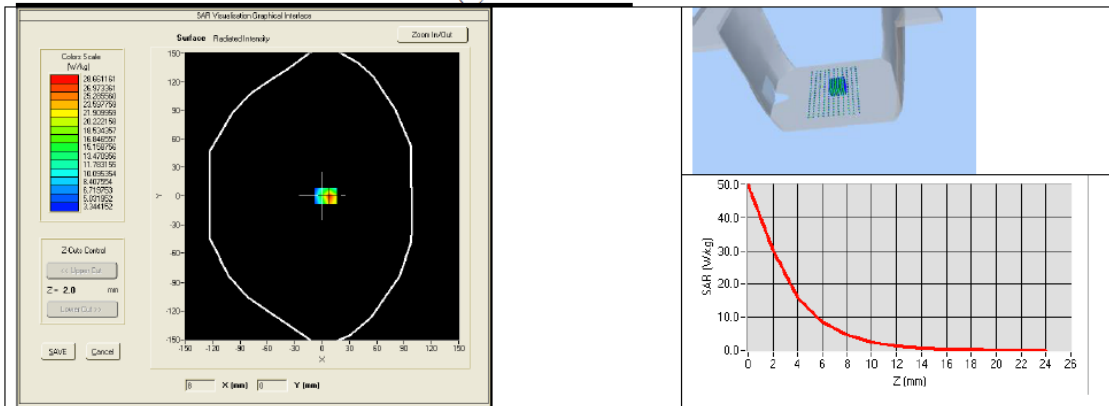 SAR Visualisation Graphical Interface
Surface Radiated Intensity
Zoom In/Out
Colors Scale
(W/kg)
28.661161
26.973361
25.285560
23.597759
21.909959
20.222158
18.534357
16.846557
15.158756
13.470956
11.783155
10.095354
8.407554
6.719753
5.031952
3.344152
150
100
60
30
Y
0
-30
-60
-90
-120
-150
-150 -120 -90 -60 -30 0 30 60 90 120 150
X
Z-Cuts Control
<< Upper Cut
Z = 2.0 mm
Lower Cut >>
SAVE Cancel
8 X (mm) 0 Y (mm)
50.0
40.0
30.0
20.0
10.0
0.0
SAR (W/kg)
0 2 4 6 8 10 12 14 16 18 20 22 24 26
Z (mm)